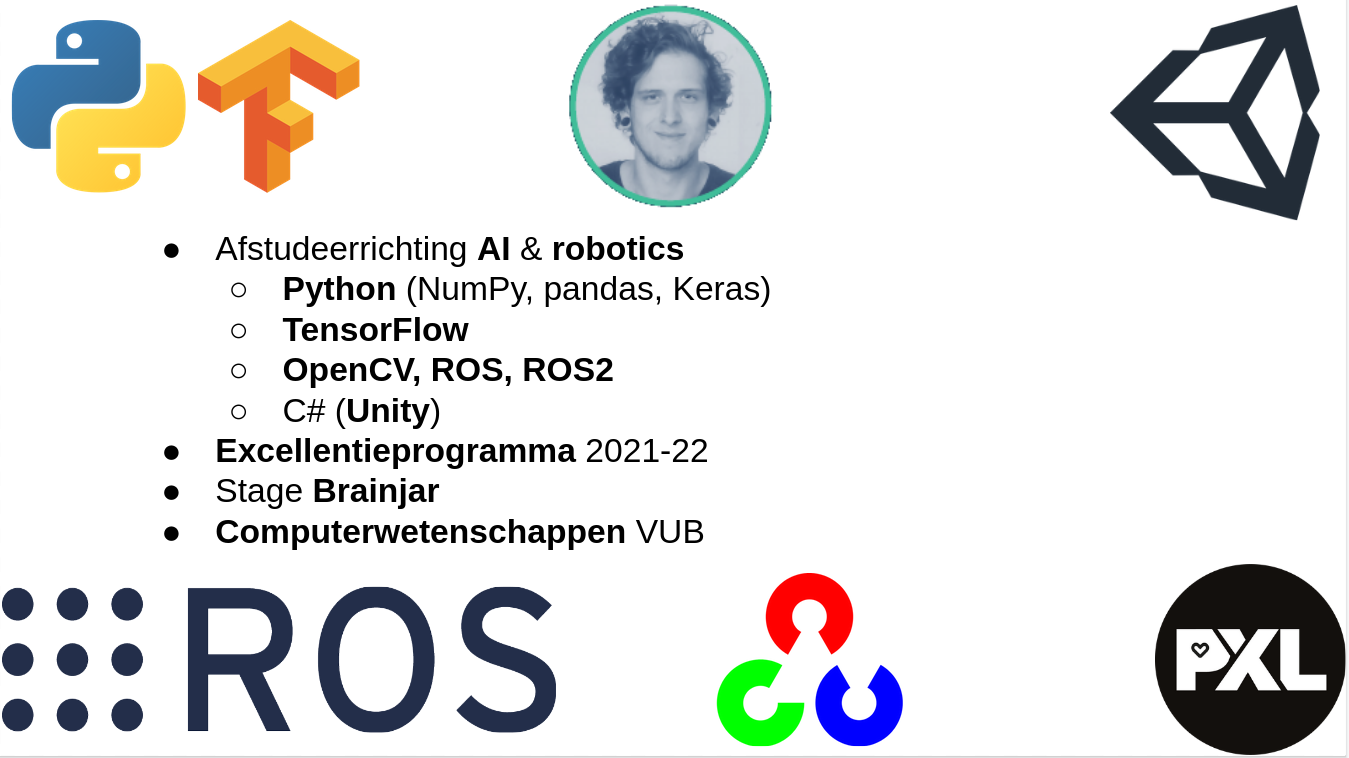 ● Afstudeerrichting AI & robotics
○ Python (NumPy, pandas, Keras)
○ TensorFlow
○ OpenCV, ROS, ROS2
○ C# (Unity)
● Excellentieprogramma 2021-22
● Stage Brainjar
● Computerwetenschappen VUB
ROS
PXL